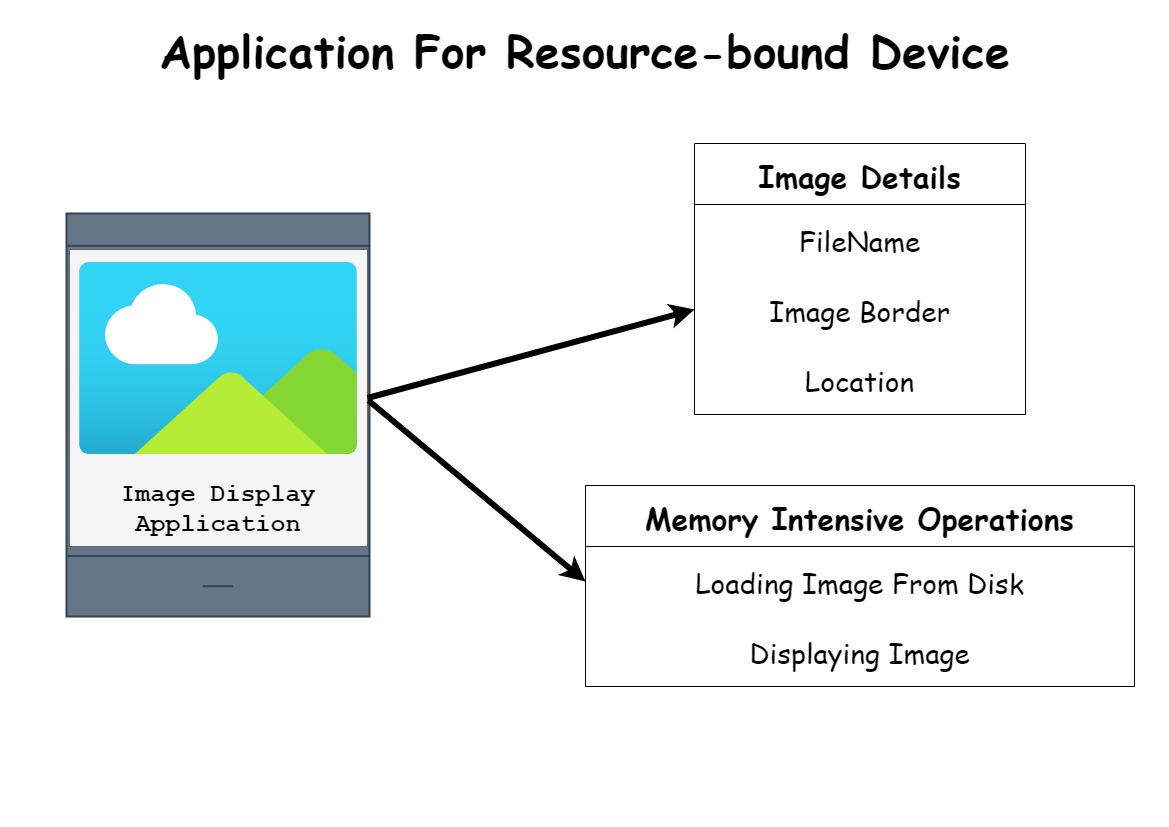 Application For Resource-bound Device
Image Display
Application
Image Details
FileName
Image Border
Location
Memory Intensive Operations
Loading Image From Disk
Displaying Image